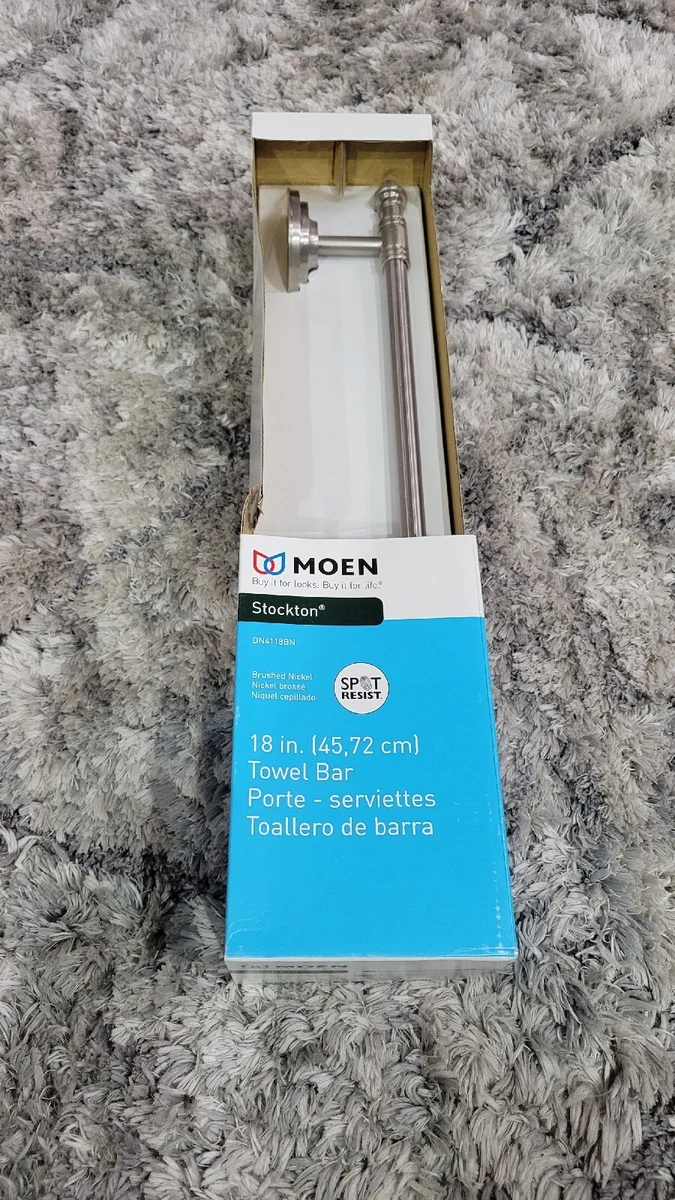 MOEN
Buy it for looks. Buy it for life.®
Stockton®
DN4118BN
Brushed Nickel
Nickel brossé
Níquel cepillado
SPOT
RESIST.
18 in. (45,72 cm)
Towel Bar
Porte - serviettes
Toallero de barra
MOEN